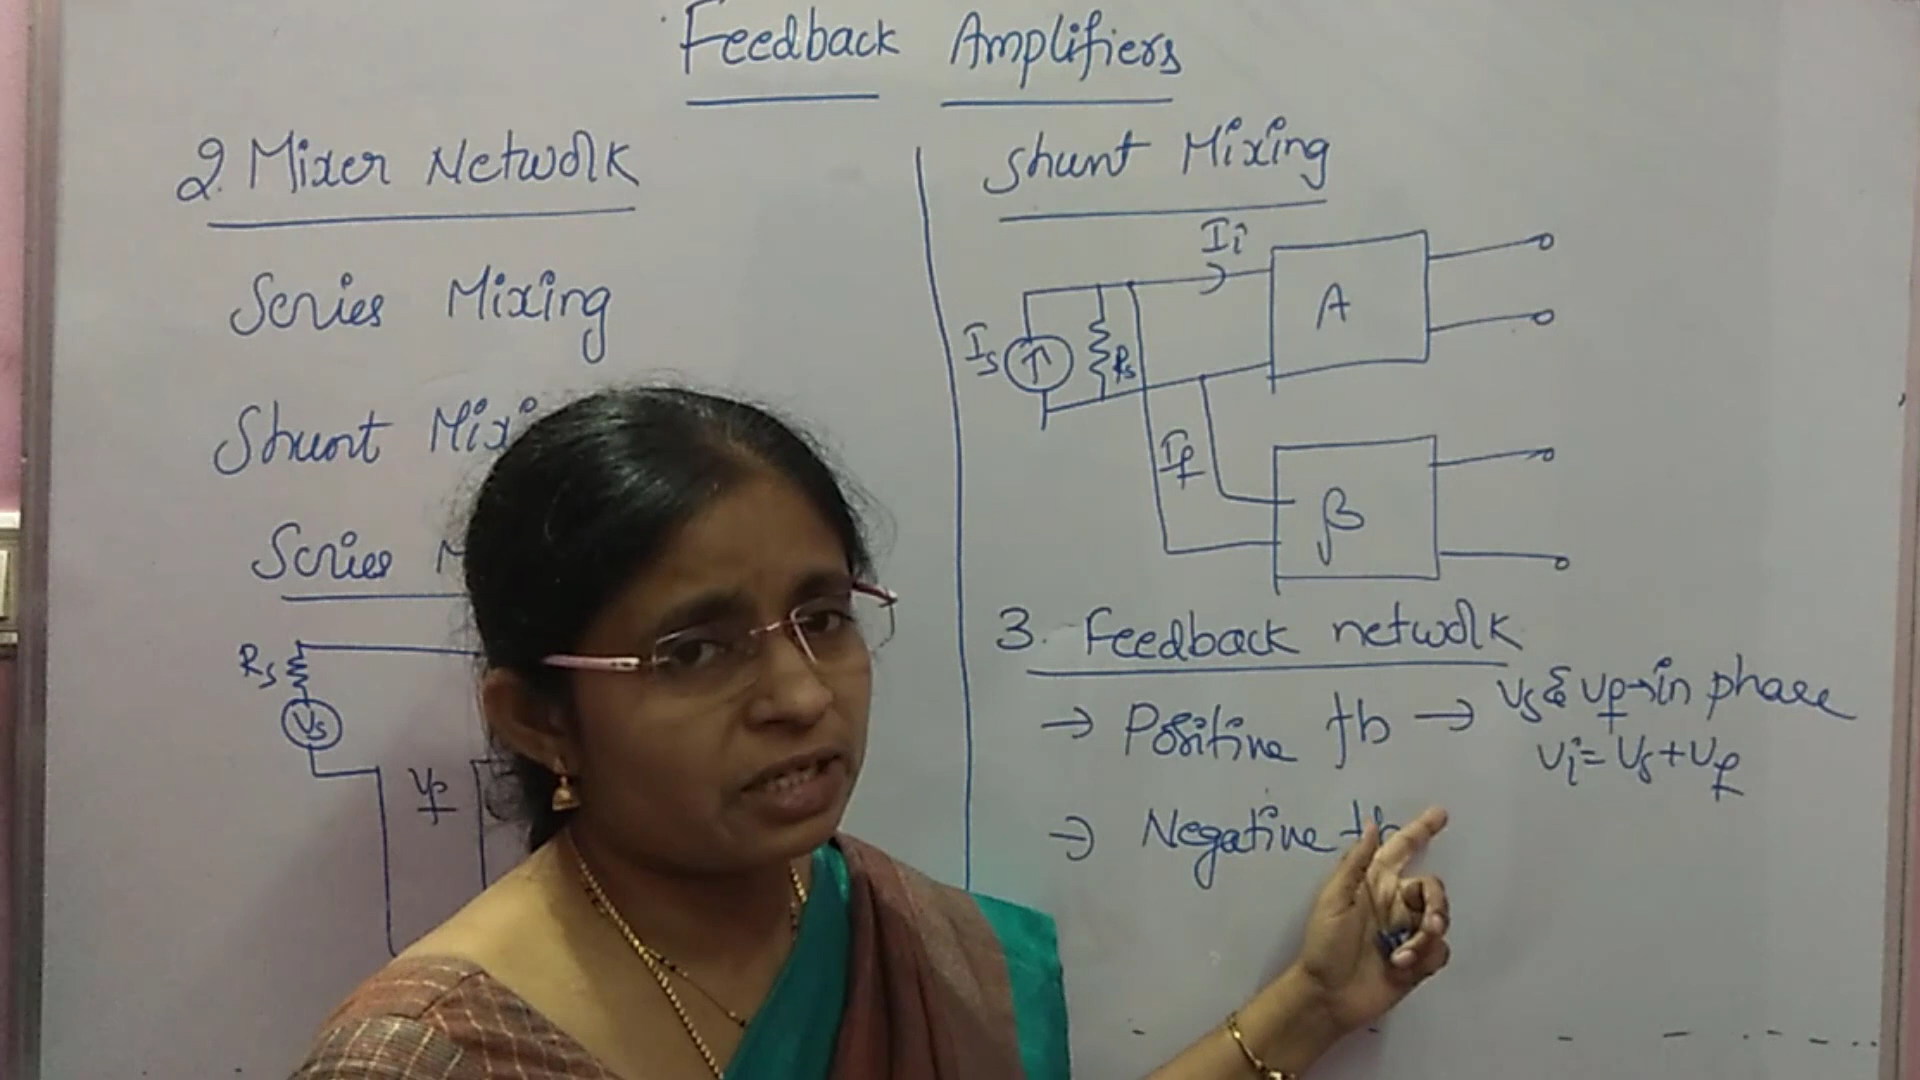 Feedback Amplifiers
2. Mixer Network
Series Mixing
Shunt
Series
Rs
Vs
Vf
Shunt Mixing
Ii
A
Is
Rs
If
β
3. Feedback network
→ Positive fb → Vs & Vf → in phase
Vi = Vs + Vf
→ Negative fb